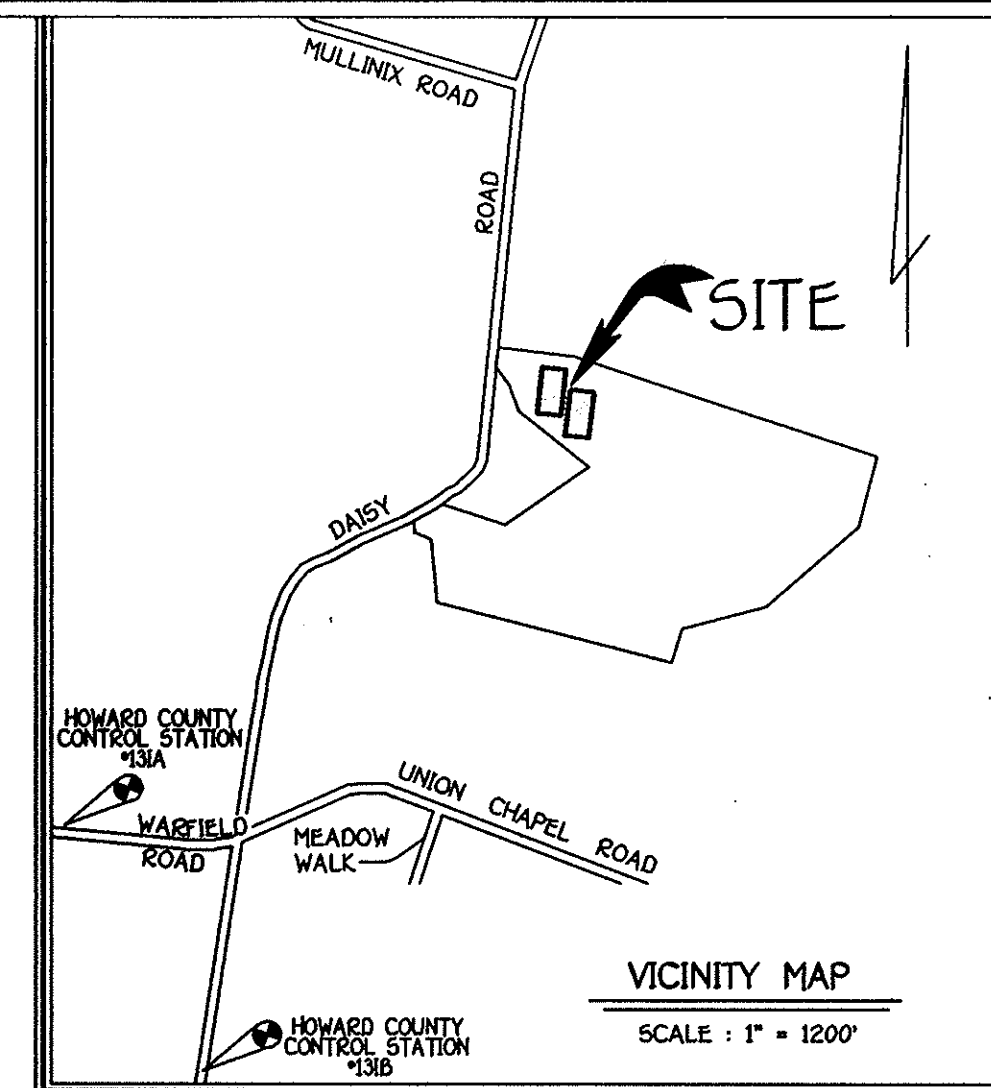 MULLINIX ROAD
ROAD
SITE
DAISY
HOWARD COUNTY
CONTROL STATION
•131A
WARFIELD
ROAD
UNION CHAPEL ROAD
MEADOW
WALK
VICINITY MAP
SCALE : 1" = 1200'
HOWARD COUNTY
CONTROL STATION
•131B